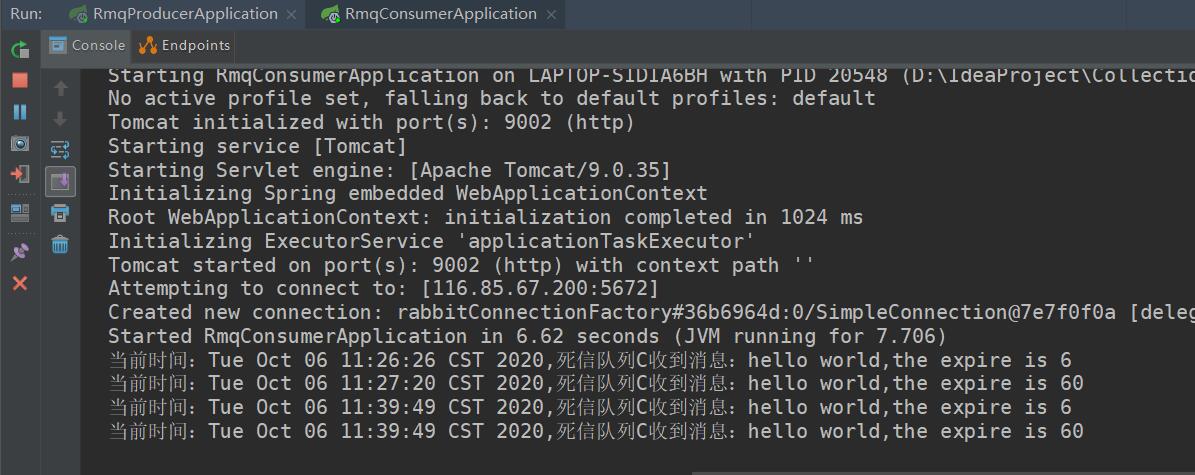 Run: RmqProducerApplication RmqConsumerApplication
Console Endpoints
Starting RmqConsumerApplication on LAPTOP-SIDIA6BH with PID 20548 (D:\IdeaProject\Collectio
No active profile set, falling back to default profiles: default
Tomcat initialized with port(s): 9002 (http)
Starting service [Tomcat]
Starting Servlet engine: [Apache Tomcat/9.0.35]
Initializing Spring embedded WebApplicationContext
Root WebApplicationContext: initialization completed in 1024 ms
Initializing ExecutorService 'applicationTaskExecutor'
Tomcat started on port(s): 9002 (http) with context path ''
Attempting to connect to: [116.85.67.200:5672]
Created new connection: rabbitConnectionFactory#36b6964d:0/SimpleConnection@7e7f0f0a [deleg
Started RmqConsumerApplication in 6.62 seconds (JVM running for 7.706)
当前时间：Tue Oct 06 11:26:26 CST 2020,死信队列C收到消息：hello world,the expire is 6
当前时间：Tue Oct 06 11:27:20 CST 2020,死信队列C收到消息：hello world,the expire is 60
当前时间：Tue Oct 06 11:39:49 CST 2020,死信队列C收到消息：hello world,the expire is 6
当前时间：Tue Oct 06 11:39:49 CST 2020,死信队列C收到消息：hello world,the expire is 60